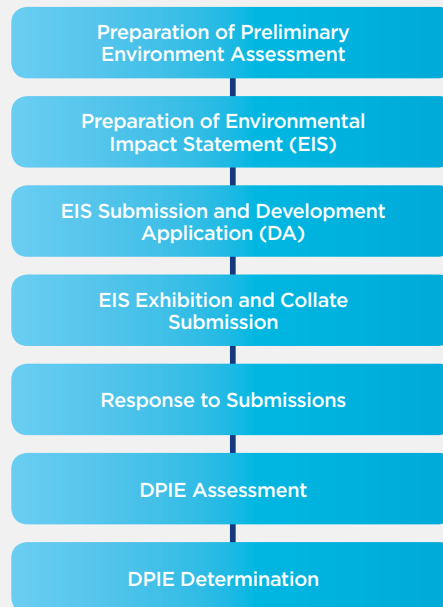 Preparation of Preliminary
Environment Assessment
Preparation of Environmental
Impact Statement (EIS)
EIS Submission and Development
Application (DA)
EIS Exhibition and Collate
Submission
Response to Submissions
DPIE Assessment
DPIE Determination